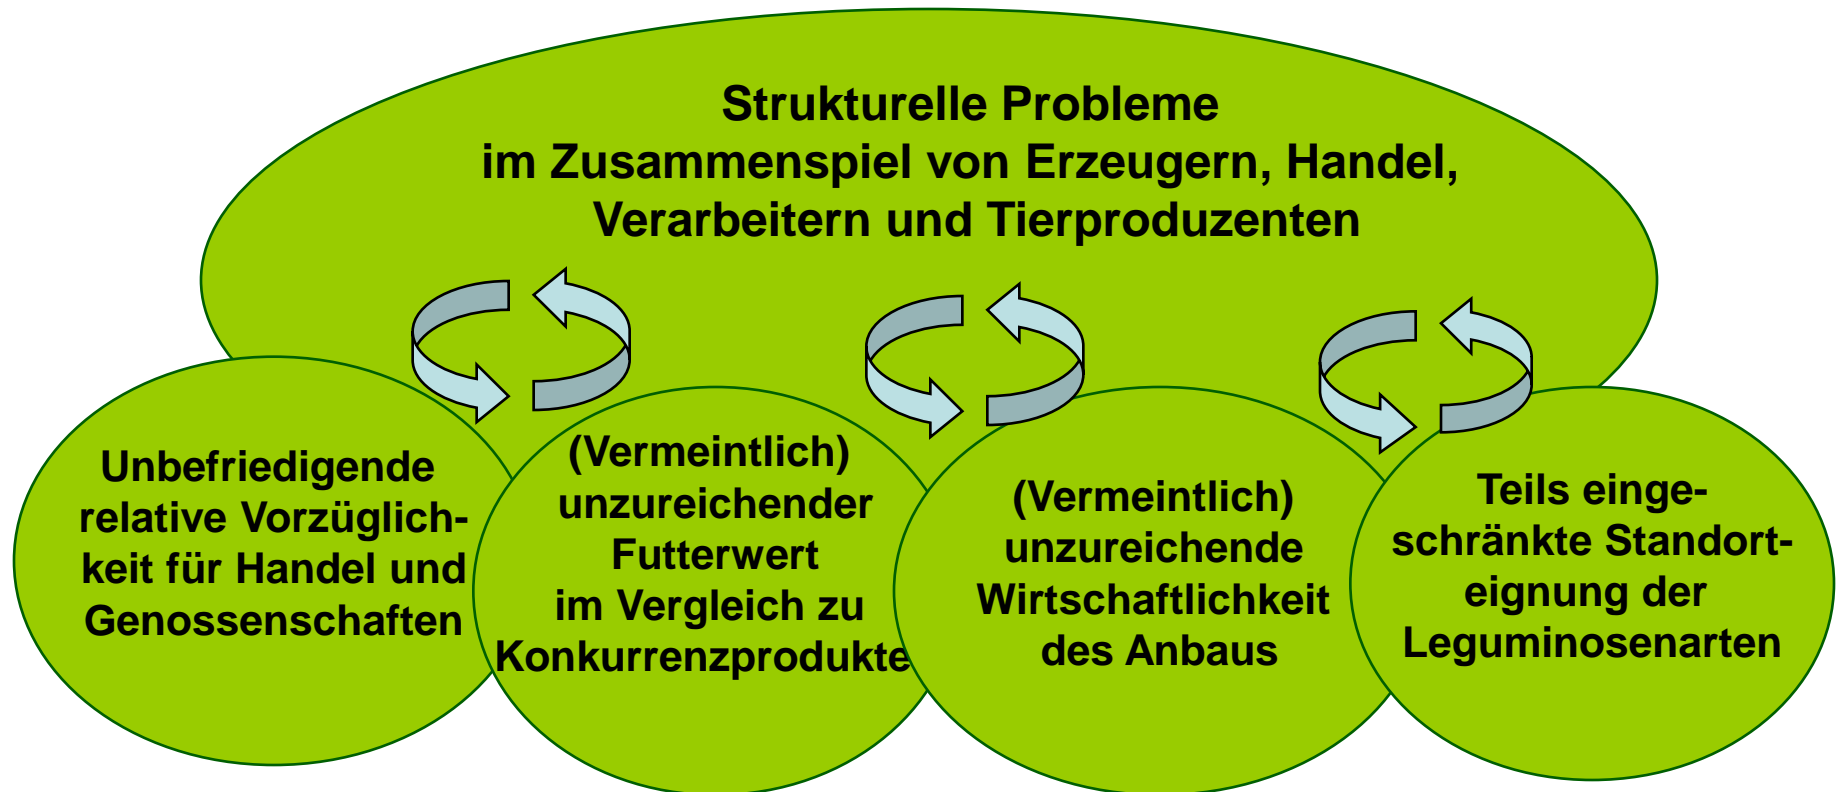 Strukturelle Probleme
im Zusammenspiel von Erzeugern, Handel,
Verarbeitern und Tierproduzenten
Unbefriedigende
relative Vorzüglich-
keit für Handel und
Genossenschaften
(Vermeintlich)
unzureichender
Futterwert
im Vergleich zu
Konkurrenzprodukte
(Vermeintlich)
unzureichende
Wirtschaftlichkeit
des Anbaus
Teils einge-
schränkte Standort-
eignung der
Leguminosenarten